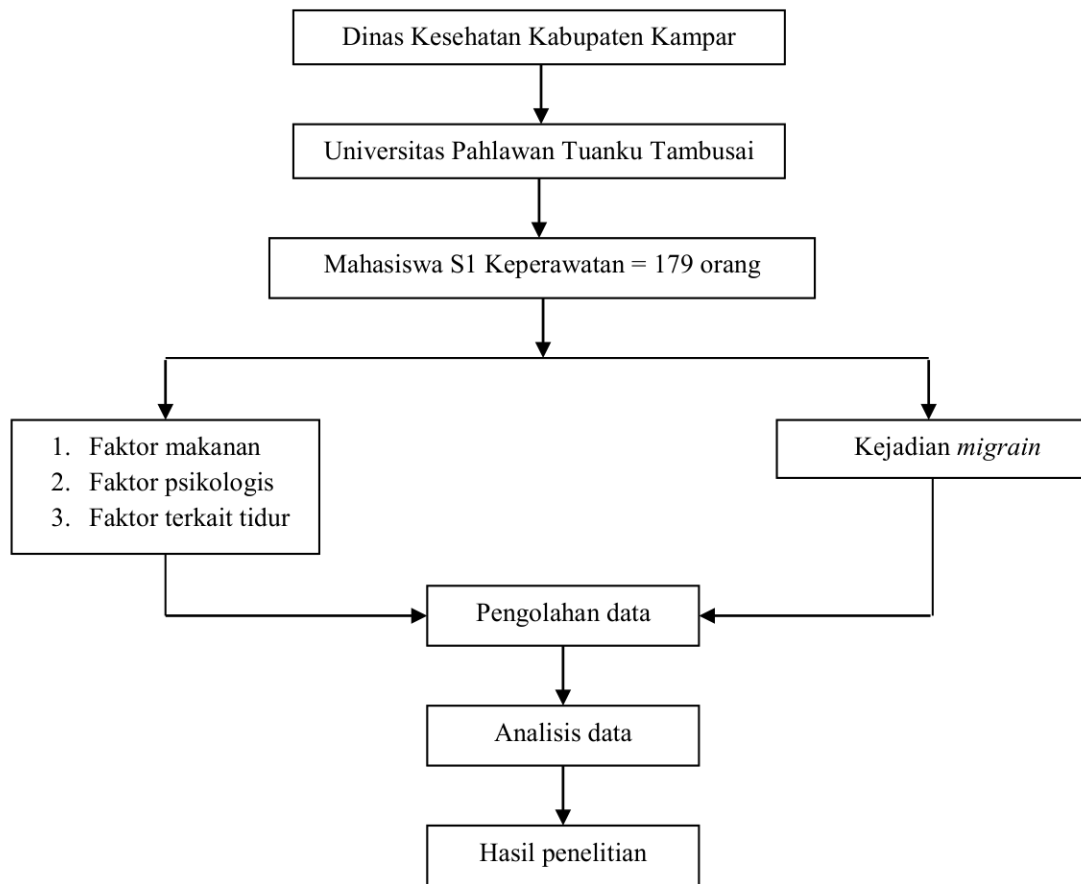 Dinas Kesehatan Kabupaten Kampar
Universitas Pahlawan Tuanku Tambusai
Mahasiswa S1 Keperawatan = 179 orang
1. Faktor makanan
2. Faktor psikologis
3. Faktor terkait tidur
Kejadian migrain
Pengolahan data
Analisis data
Hasil penelitian